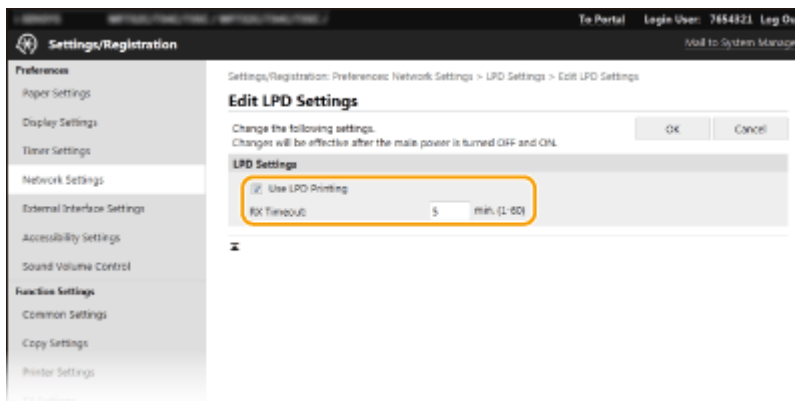 To Portal Login User: 7654321 Log Ou
Settings/Registration
Mail to System Manage
Preferences
Paper Settings
Display Settings
Timer Settings
Network Settings
External Interface Settings
Accessibility Settings
Sound Volume Control
Function Settings
Common Settings
Copy Settings
Printer Settings
Settings/Registration: Preferences: Network Settings > LPD Settings > Edit LPD Settings
Edit LPD Settings
Change the following settings.
Changes will be effective after the main power is turned OFF and ON.
OK Cancel
LPD Settings
Use LPD Printing
RX Timeout: 5 min. (1-60)